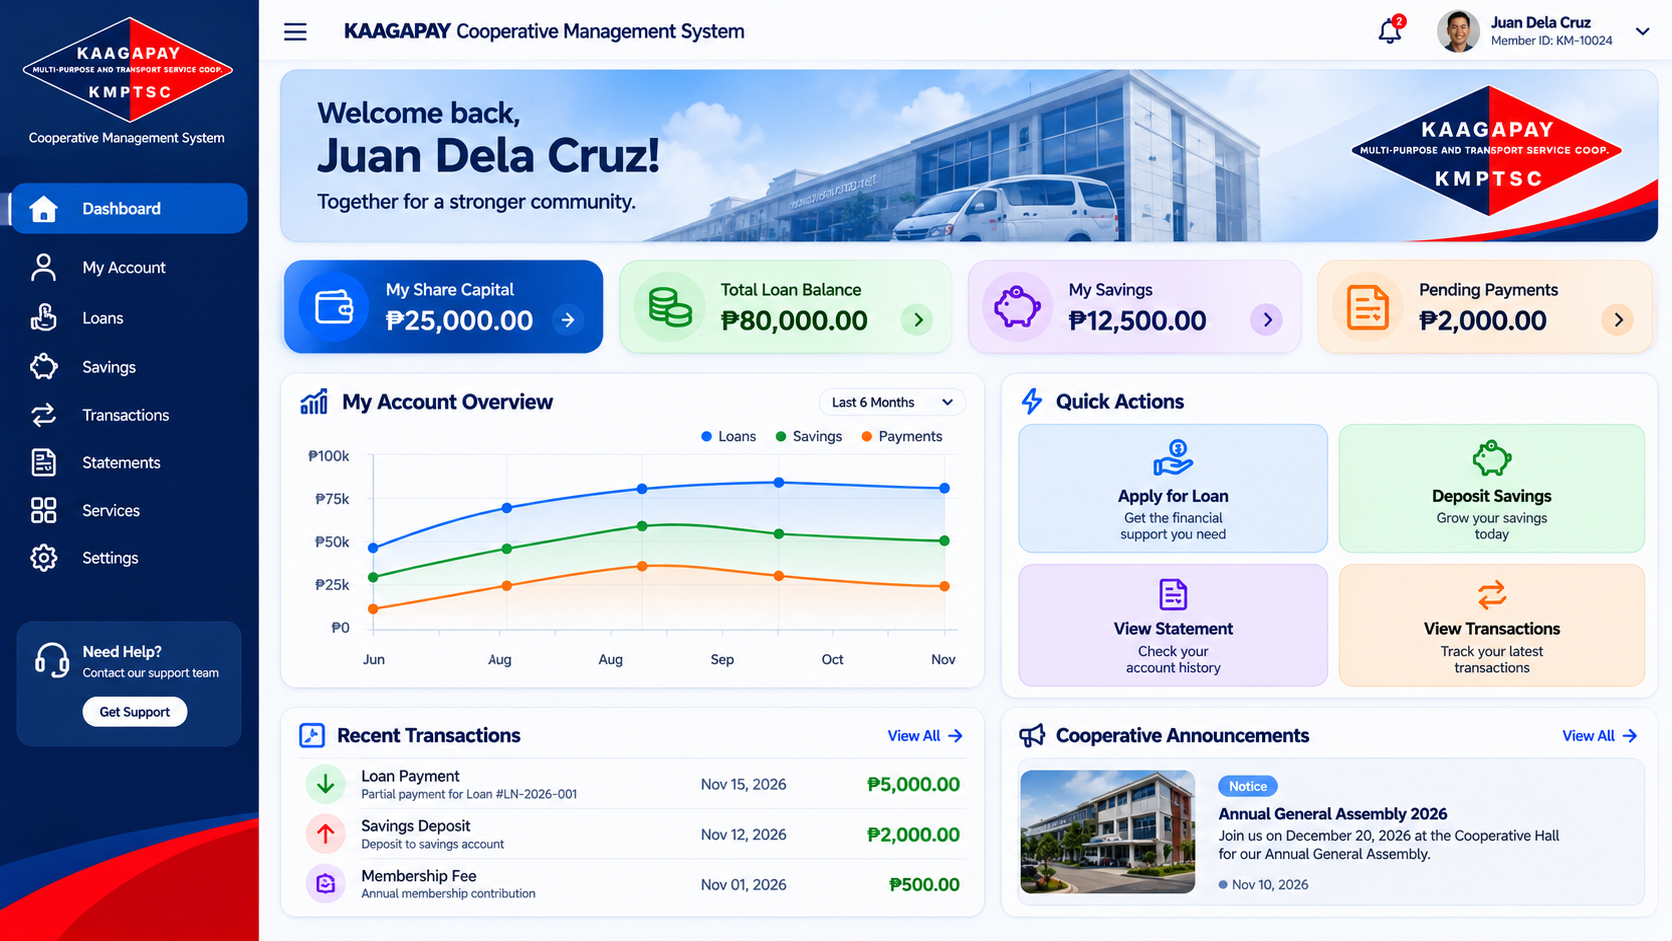 KAAGAPAY
MULTI-PURPOSE AND TRANSPORT SERVICE COOP.
KMPTSC
Cooperative Management System
Dashboard
My Account
Loans
Savings
Transactions
Statements
Services
Settings
Need Help?
Contact our support team
Get Support
KAAGAPAY Cooperative Management System
2
Juan Dela Cruz
Member ID: KM-10024
Welcome back,
Juan Dela Cruz!
Together for a stronger community.
KAAGAPAY
MULTI-PURPOSE AND TRANSPORT SERVICE COOP.
KMPTSC
My Share Capital
₱25,000.00
Total Loan Balance
₱80,000.00
My Savings
₱12,500.00
Pending Payments
₱2,000.00
My Account Overview
Last 6 Months
Loans Savings Payments
₱100k
₱75k
₱50k
₱25k
₱0
Jun Aug Aug Sep Oct Nov
Quick Actions
Apply for Loan
Get the financial
support you need
Deposit Savings
Grow your savings
today
View Statement
Check your
account history
View Transactions
Track your latest
transactions
Recent Transactions
View All
Loan Payment
Partial payment for Loan #LN-2026-001
Nov 15, 2026
₱5,000.00
Savings Deposit
Deposit to savings account
Nov 12, 2026
₱2,000.00
Membership Fee
Annual membership contribution
Nov 01, 2026
₱500.00
Cooperative Announcements
View All
Notice
Annual General Assembly 2026
Join us on December 20, 2026 at the Cooperative Hall
for our Annual General Assembly.
Nov 10, 2026